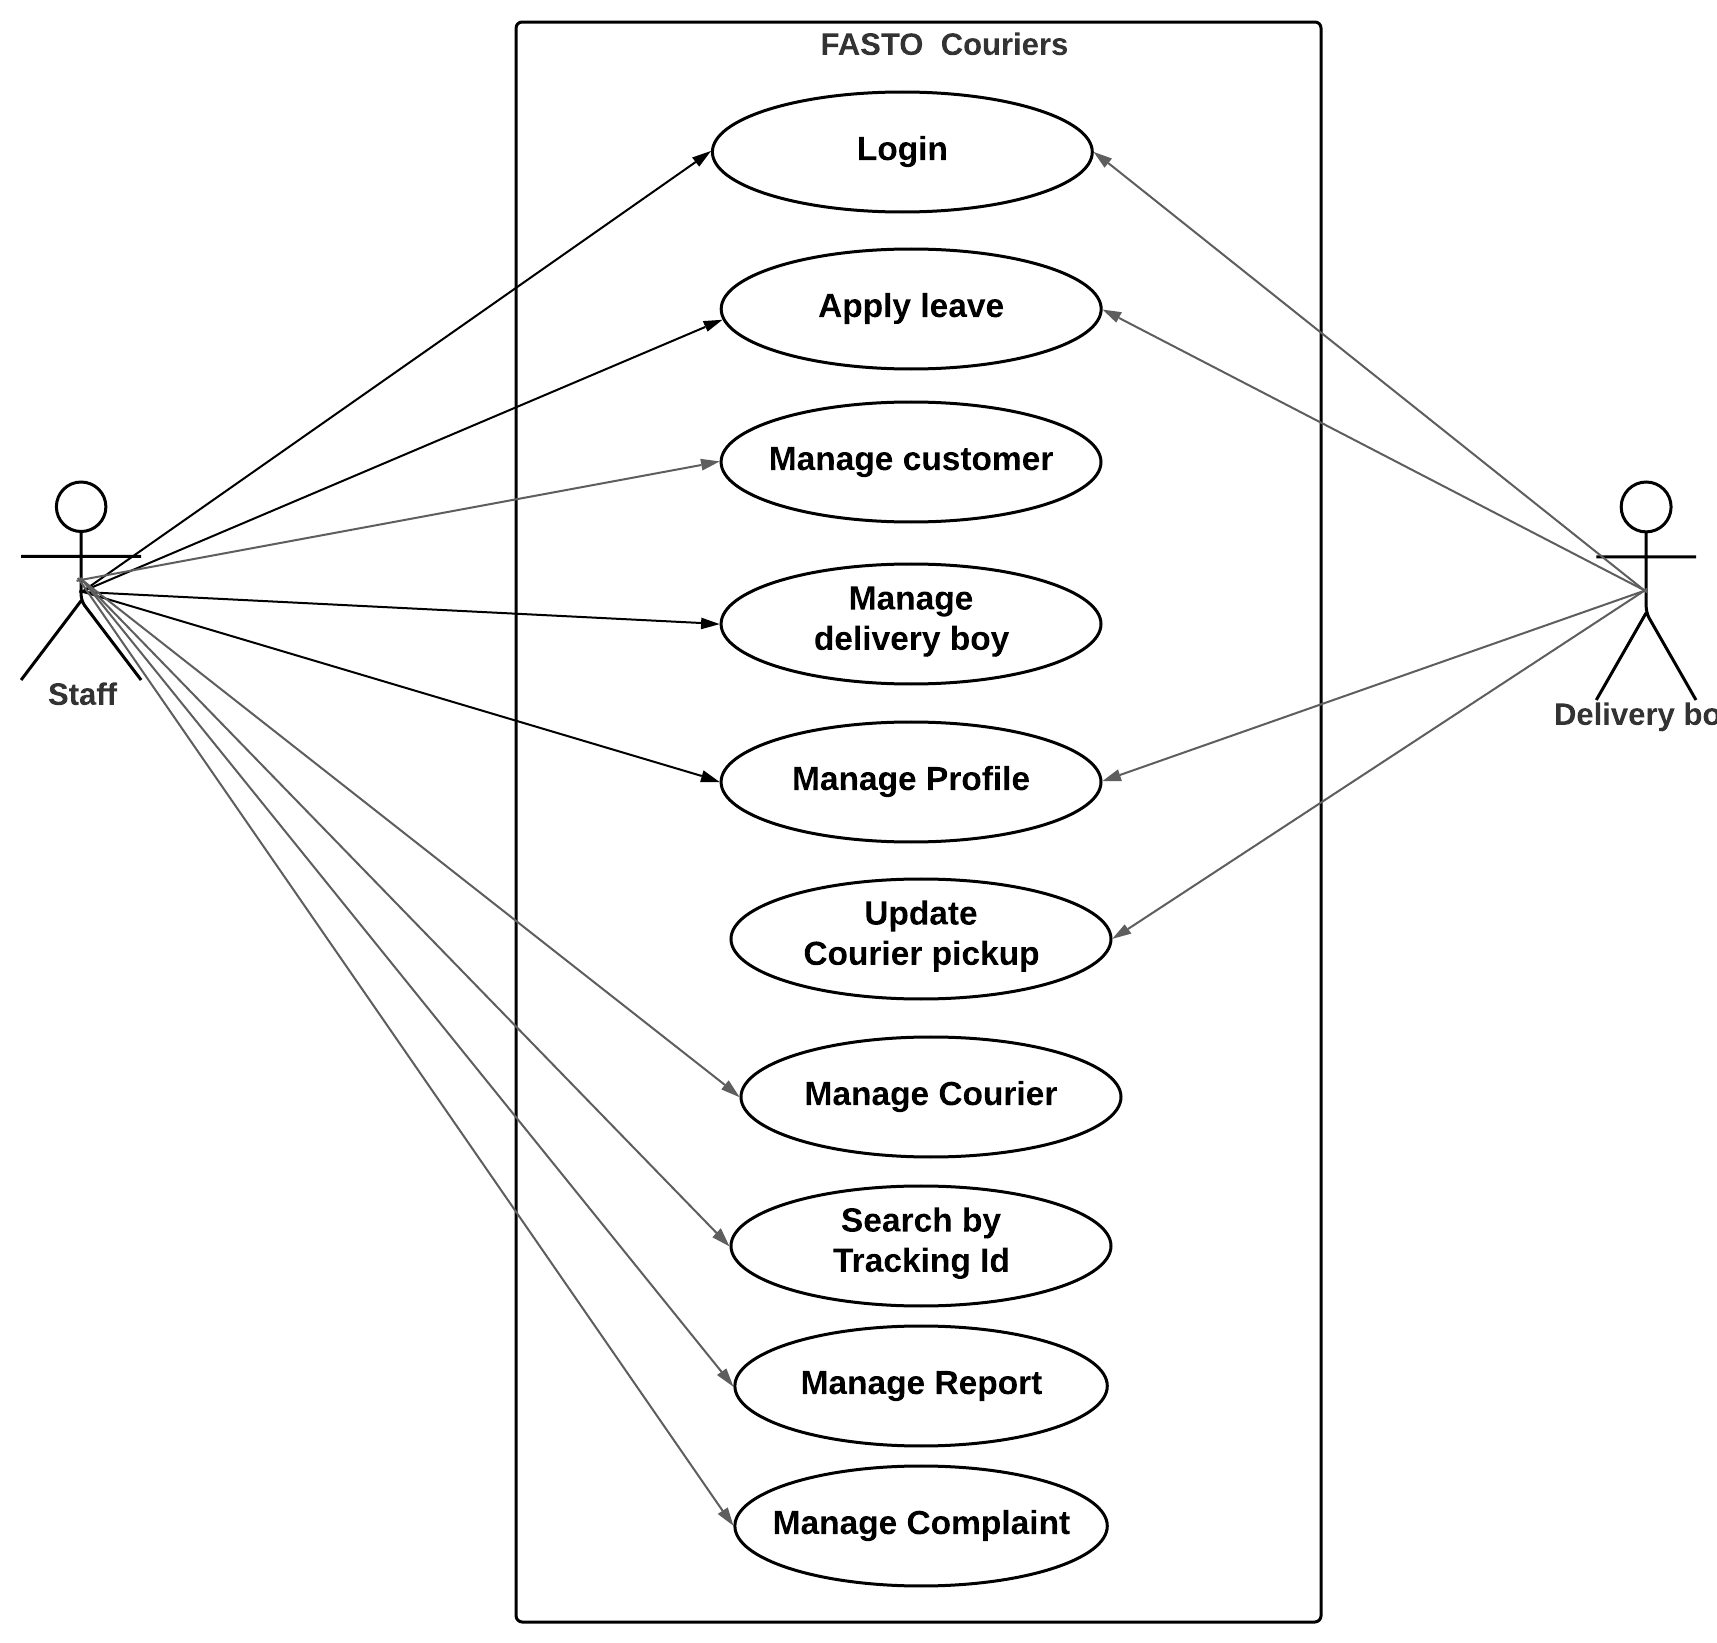 FASTO Couriers
Login
Apply leave
Manage customer
Manage
delivery boy
Staff
Delivery bo
Manage Profile
Update
Courier pickup
Manage Courier
Search by
Tracking Id
Manage Report
Manage Complaint